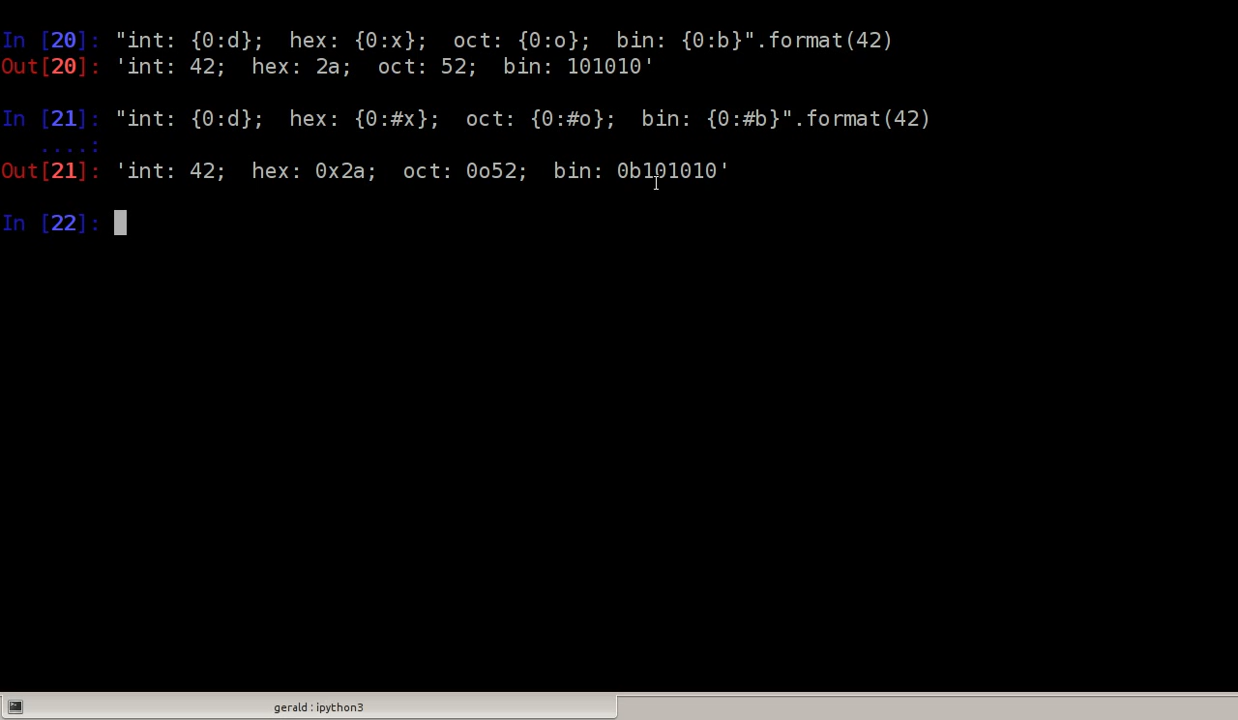 In [20]: "int: {0:d};  hex: {0:x};  oct: {0:o};  bin: {0:b}".format(42)
Out[20]: 'int: 42;  hex: 2a;  oct: 52;  bin: 101010'
In [21]: "int: {0:d};  hex: {0:#x};  oct: {0:#o};  bin: {0:#b}".format(42)
....:
Out[21]: 'int: 42;  hex: 0x2a;  oct: 0o52;  bin: 0b101010'
In [22]:
gerald : ipython3